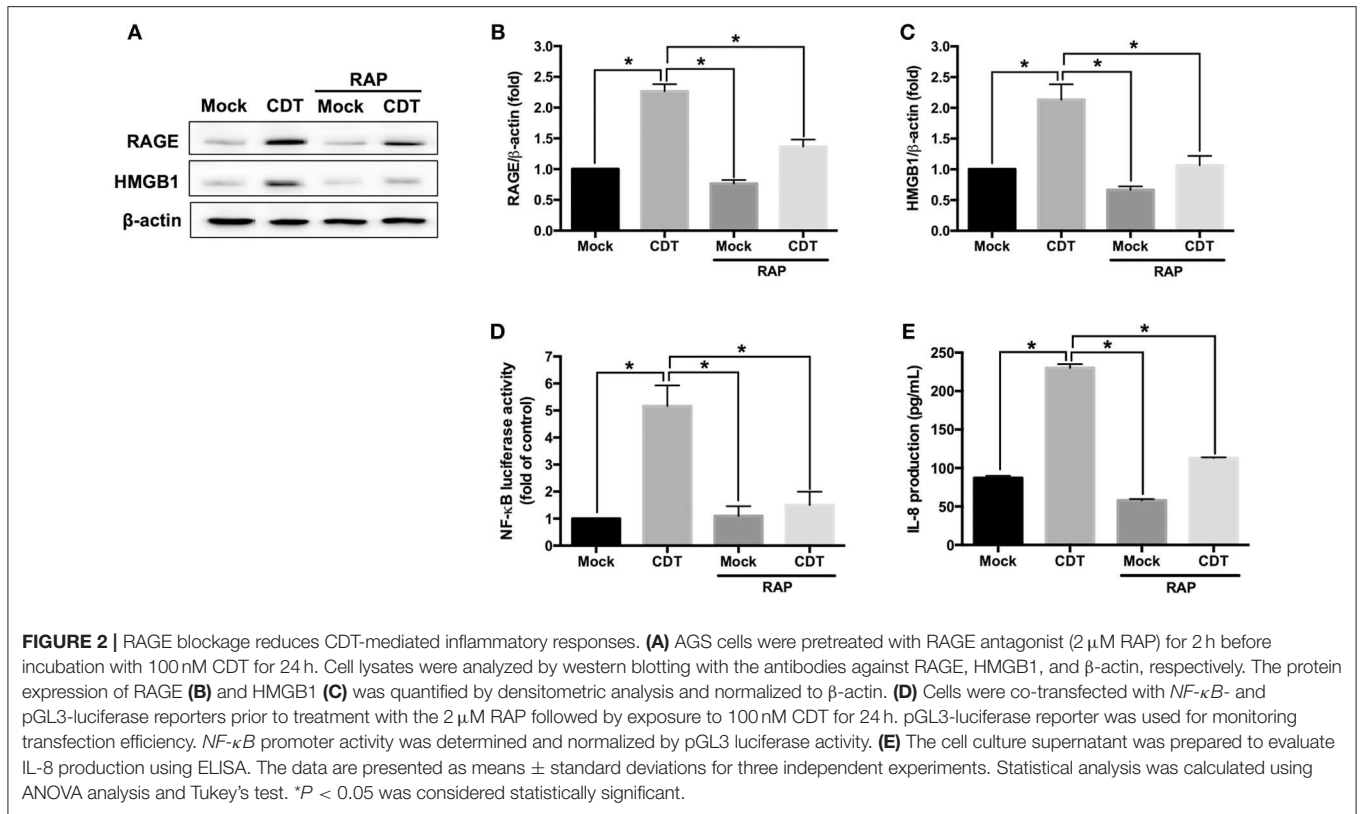 A
RAP
Mock CDT Mock CDT
RAGE
HMGB1
β-actin
B
RAGE/β-actin (fold)
3.0
2.5
2.0
1.5
1.0
0.5
0.0
* * *
Mock CDT Mock CDT
RAP
C
HMGB1/β-actin (fold)
3.0
2.5
2.0
1.5
1.0
0.5
0.0
* * *
Mock CDT Mock CDT
RAP
D
NF-κB luciferase activity
(fold of control)
7
6
5
4
3
2
1
0
* * *
Mock CDT Mock CDT
RAP
E
IL-8 production (pg/mL)
250
200
150
100
50
0
* * *
Mock CDT Mock CDT
RAP
FIGURE 2 | RAGE blockage reduces CDT-mediated inflammatory responses. (A) AGS cells were pretreated with RAGE antagonist (2 μM RAP) for 2 h before
incubation with 100 nM CDT for 24 h. Cell lysates were analyzed by western blotting with the antibodies against RAGE, HMGB1, and β-actin, respectively. The protein
expression of RAGE (B) and HMGB1 (C) was quantified by densitometric analysis and normalized to β-actin. (D) Cells were co-transfected with NF-κB- and
pGL3-luciferase reporters prior to treatment with the 2 μM RAP followed by exposure to 100 nM CDT for 24 h. pGL3-luciferase reporter was used for monitoring
transfection efficiency. NF-κB promoter activity was determined and normalized by pGL3 luciferase activity. (E) The cell culture supernatant was prepared to evaluate
IL-8 production using ELISA. The data are presented as means ± standard deviations for three independent experiments. Statistical analysis was calculated using
ANOVA analysis and Tukey's test. *P < 0.05 was considered statistically significant.